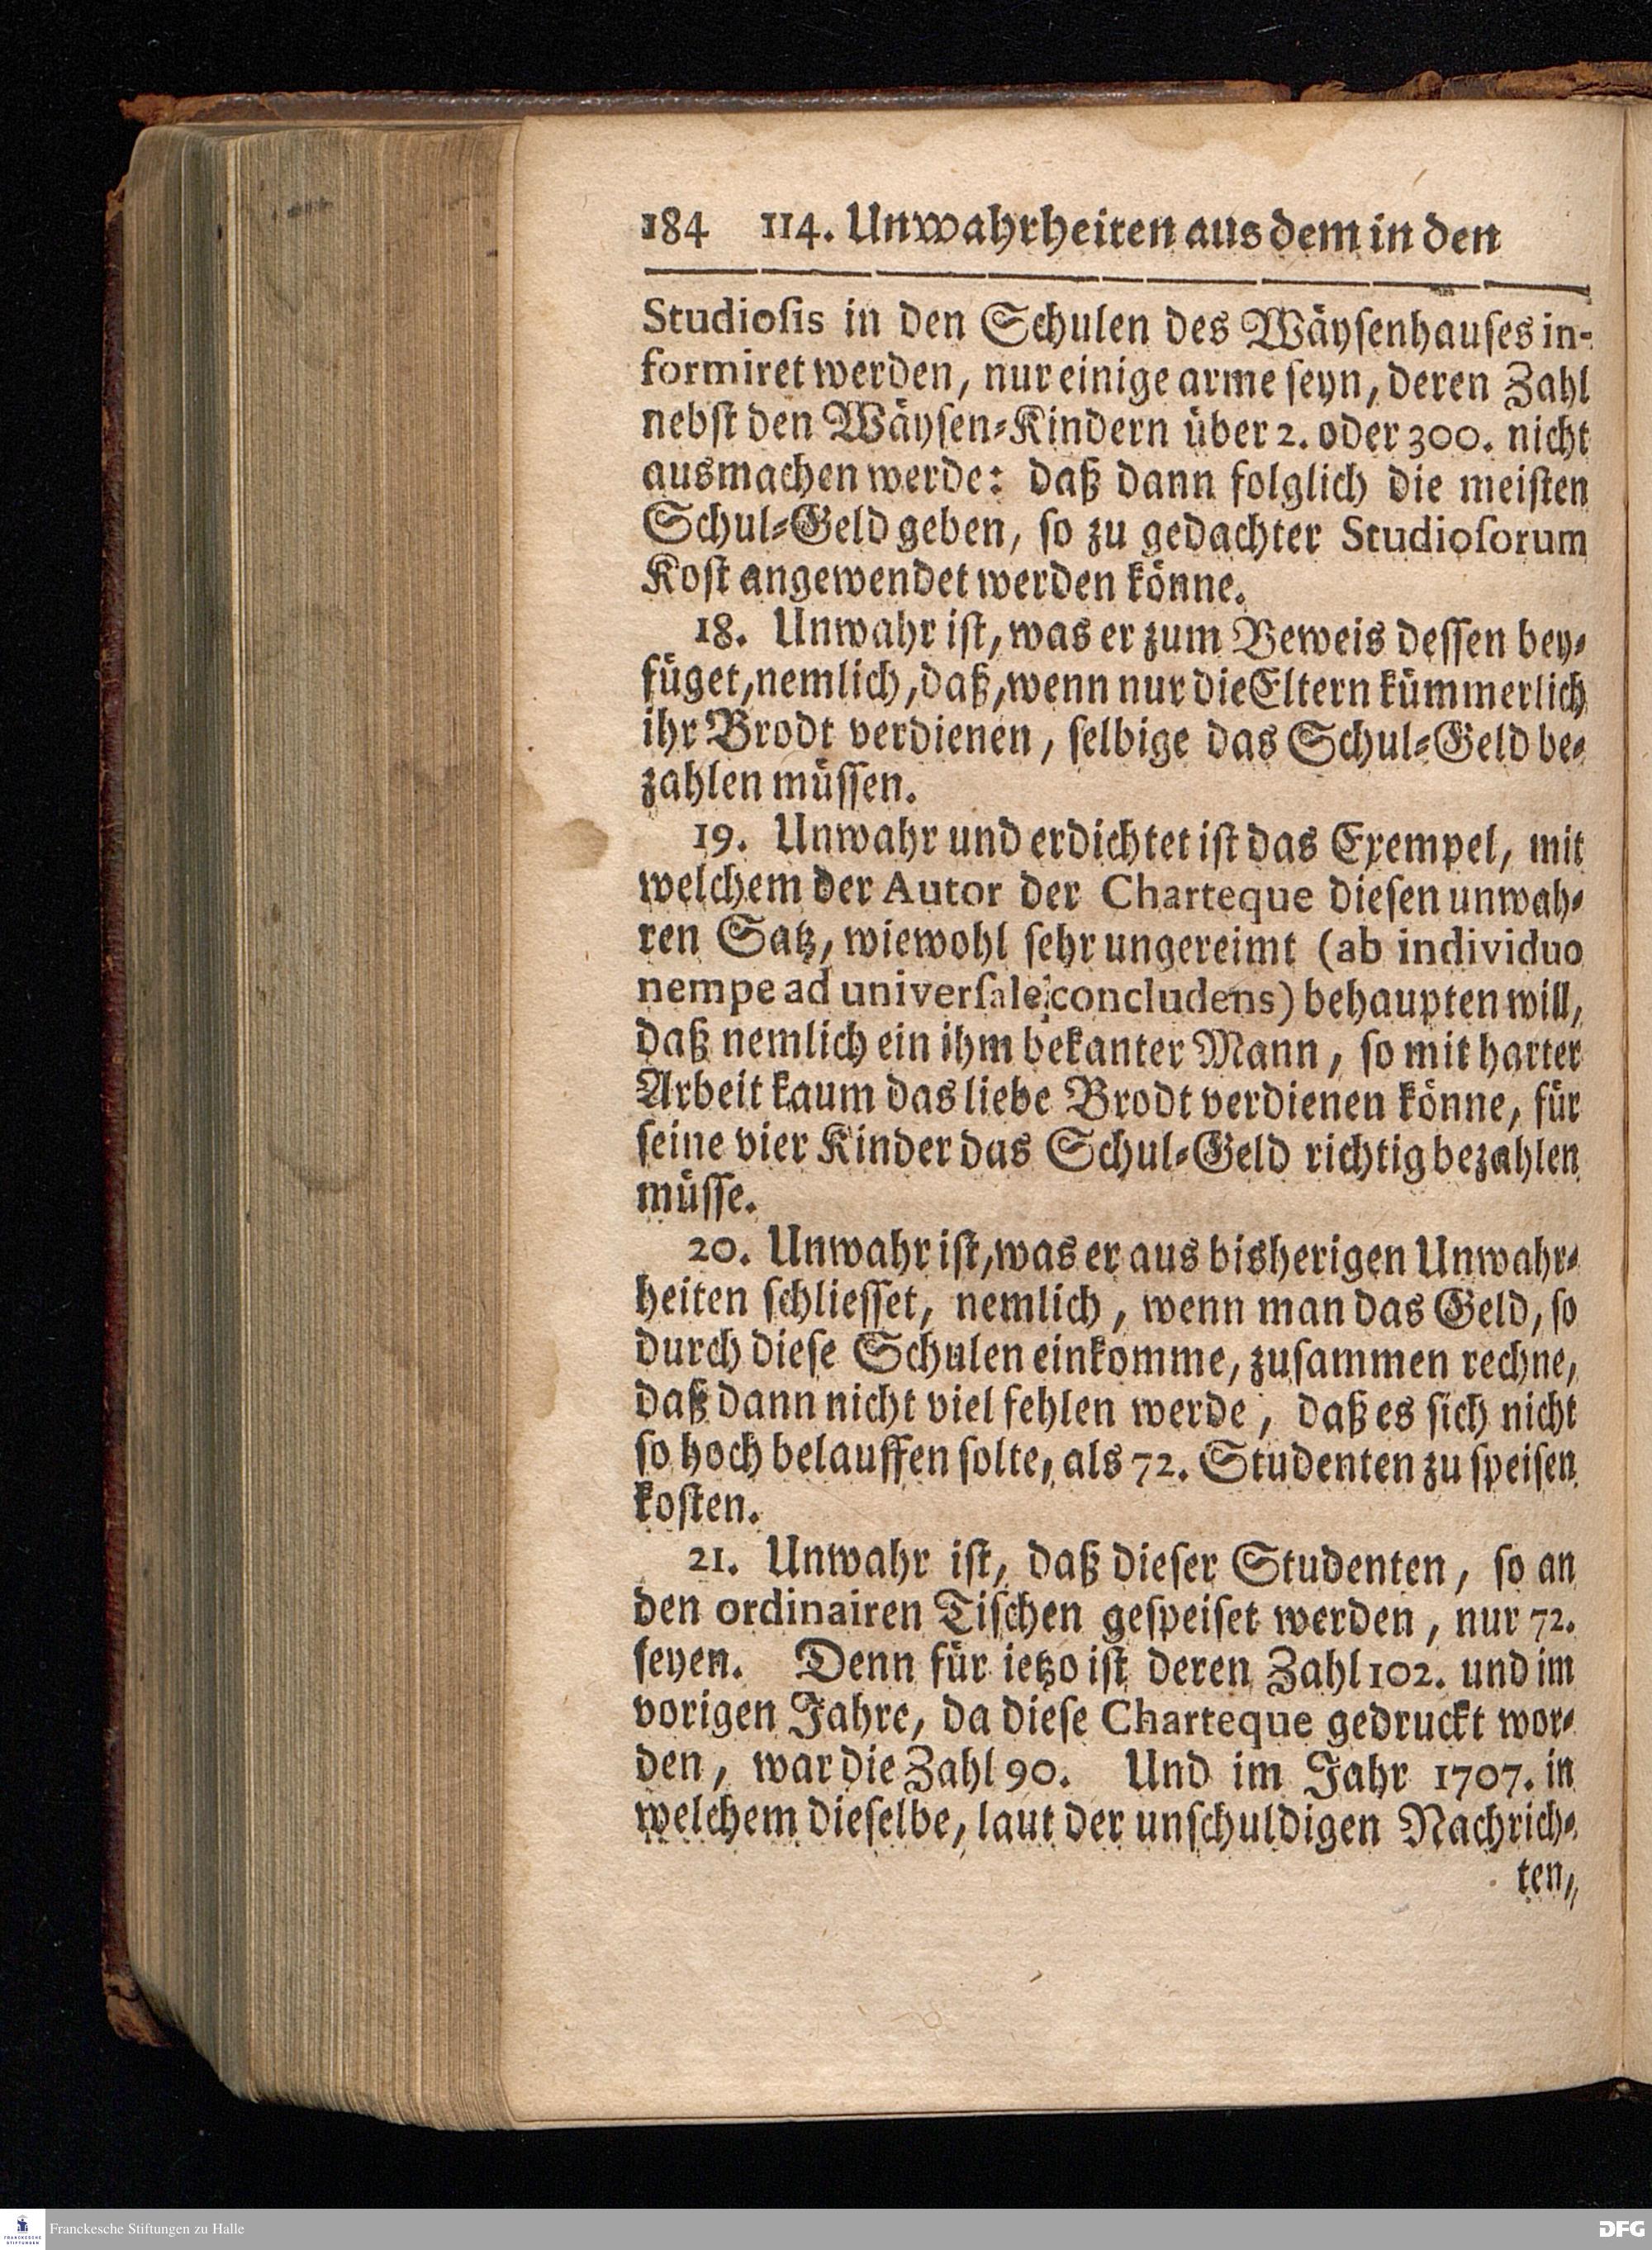 184 114. Unwahrheiten aus dem in den
Studiosis in den Schulen des Wäysenhauses in-
formiret werden, nur einige arme seyn, deren Zahl
nebst den Wäysen-Kindern über 2. oder 300. nicht
ausmachen werde: daß dann folglich die meisten
Schul-Geld geben, so zu gedachter Studiosorum
Kost angewendet werden könne.
18. Unwahr ist, was er zum Beweis dessen bey-
füget, nemlich, daß, wenn nur die Eltern kümmerlich
ihr Brodt verdienen, selbige das Schul-Geld be-
zahlen müssen.
19. Unwahr und erdichtet ist das Exempel, mit
welchem der Autor der Charteque diesen unwah-
ren Satz, wiewohl sehr ungereimt (ab individuo
nempe ad universale concludens) behaupten will,
daß nemlich ein ihm bekanter Mann, so mit harter
Arbeit kaum das liebe Brodt verdienen könne, für
seine vier Kinder das Schul-Geld richtig bezahlen
müsse.
20. Unwahr ist, was er aus bisherigen Unwahr-
heiten schliesset, nemlich, wenn man das Geld, so
durch diese Schulen einkomme, zusammen rechne,
daß dann nicht viel fehlen werde, daß es sich nicht
so hoch belauffen solte, als 72. Studenten zu speisen
kosten.
21. Unwahr ist, daß dieser Studenten, so an
den ordinairen Tischen gespeiset werden, nur 72.
seyen. Denn für ietzo ist deren Zahl 102. und im
vorigen Jahre, da diese Charteque gedruckt wor-
den, war die Zahl 90. Und im Jahr 1707. in
welchem dieselbe, laut der unschuldigen Nachrich-
ten,
Franckesche Stiftungen zu Halle
DFG